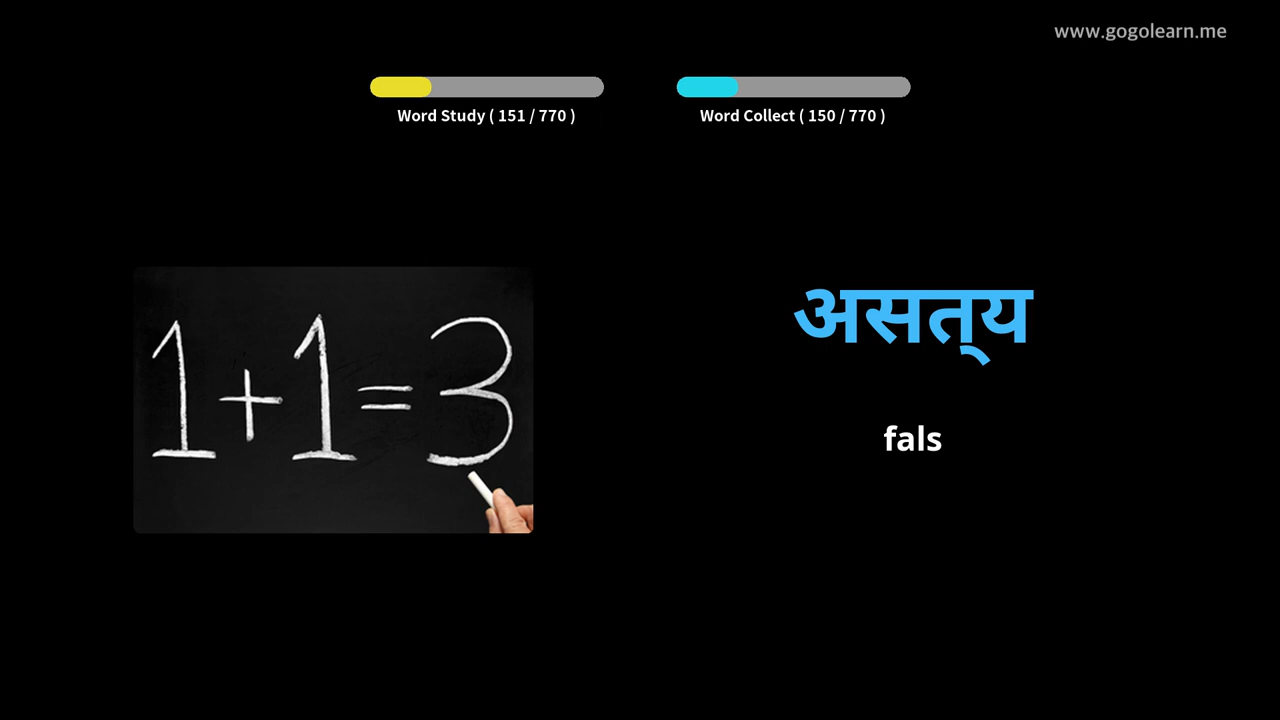 www.gogolearn.me
Word Study ( 151 / 770 )
Word Collect ( 150 / 770 )
1+1=3
असत्‌य
fals